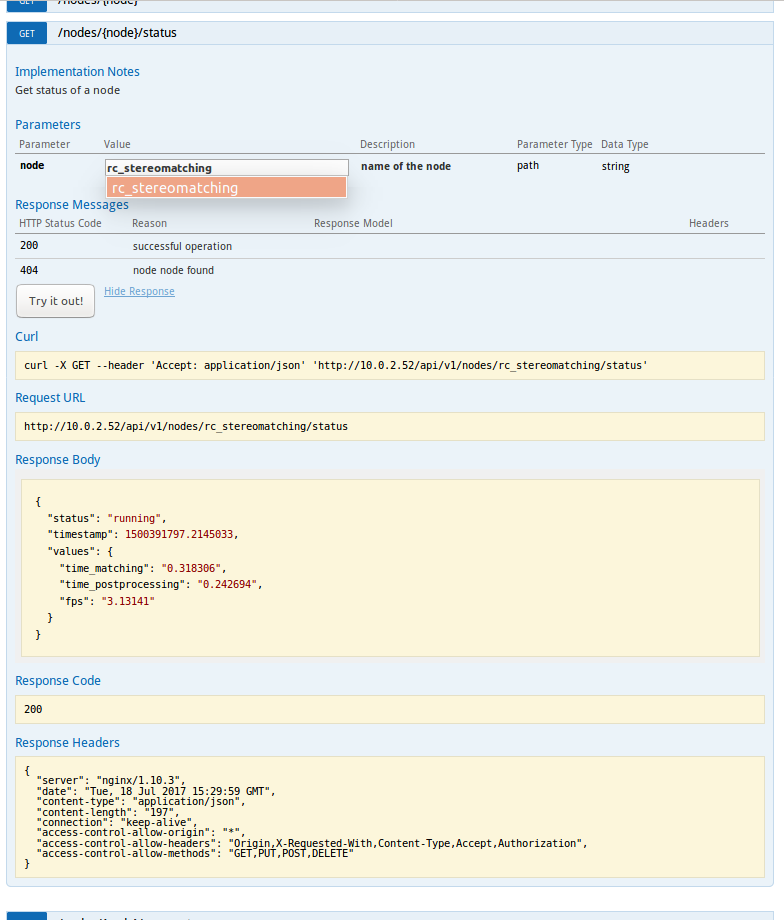 GET /nodes/{node}
GET /nodes/{node}/status
Implementation Notes
Get status of a node
Parameters
Parameter Value Description Parameter Type Data Type
node rc_stereomatching name of the node path string
rc_stereomatching
Response Messages
HTTP Status Code Reason Response Model Headers
200 successful operation
404 node node found
Try it out! Hide Response
Curl
curl -X GET --header 'Accept: application/json' 'http://10.0.2.52/api/v1/nodes/rc_stereomatching/status'
Request URL
http://10.0.2.52/api/v1/nodes/rc_stereomatching/status
Response Body
{
"status": "running",
"timestamp": 1500391797.2145033,
"values": {
"time_matching": "0.318306",
"time_postprocessing": "0.242694",
"fps": "3.13141"
}
}
Response Code
200
Response Headers
{
"server": "nginx/1.10.3",
"date": "Tue, 18 Jul 2017 15:29:59 GMT",
"content-type": "application/json",
"content-length": "197",
"connection": "keep-alive",
"access-control-allow-origin": "*",
"access-control-allow-headers": "Origin,X-Requested-With,Content-Type,Accept,Authorization",
"access-control-allow-methods": "GET,PUT,POST,DELETE"
}